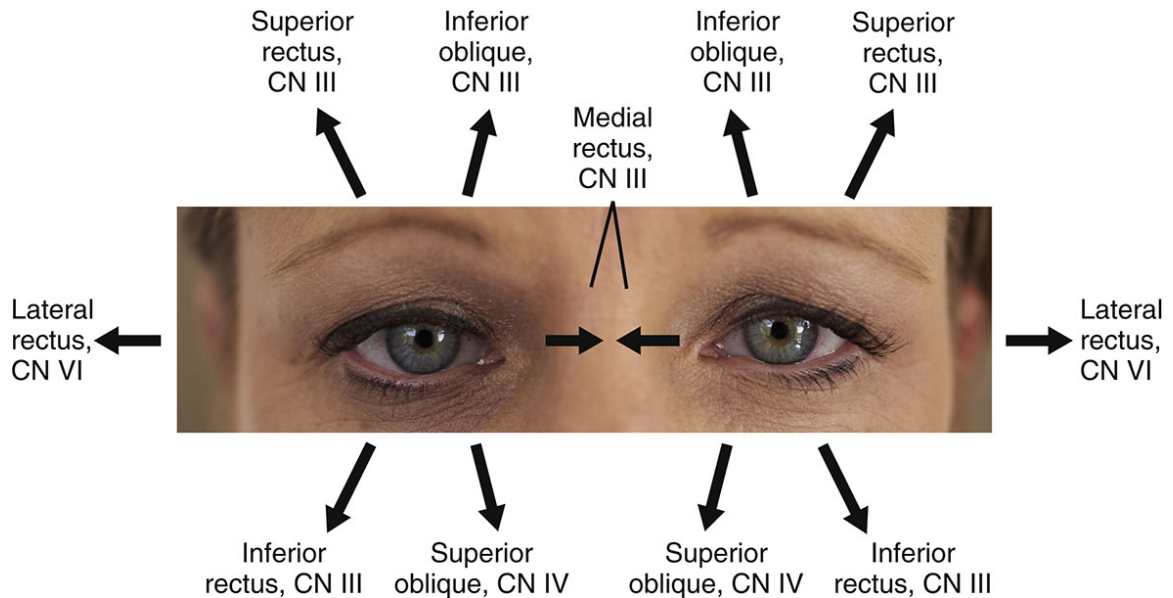 Superior
rectus,
CN III
Inferior
oblique,
CN III
Inferior
oblique,
CN III
Superior
rectus,
CN III
Medial
rectus,
CN III
Lateral
rectus,
CN VI
Lateral
rectus,
CN VI
Inferior
rectus, CN III
Superior
oblique, CN IV
Superior
oblique, CN IV
Inferior
rectus, CN III